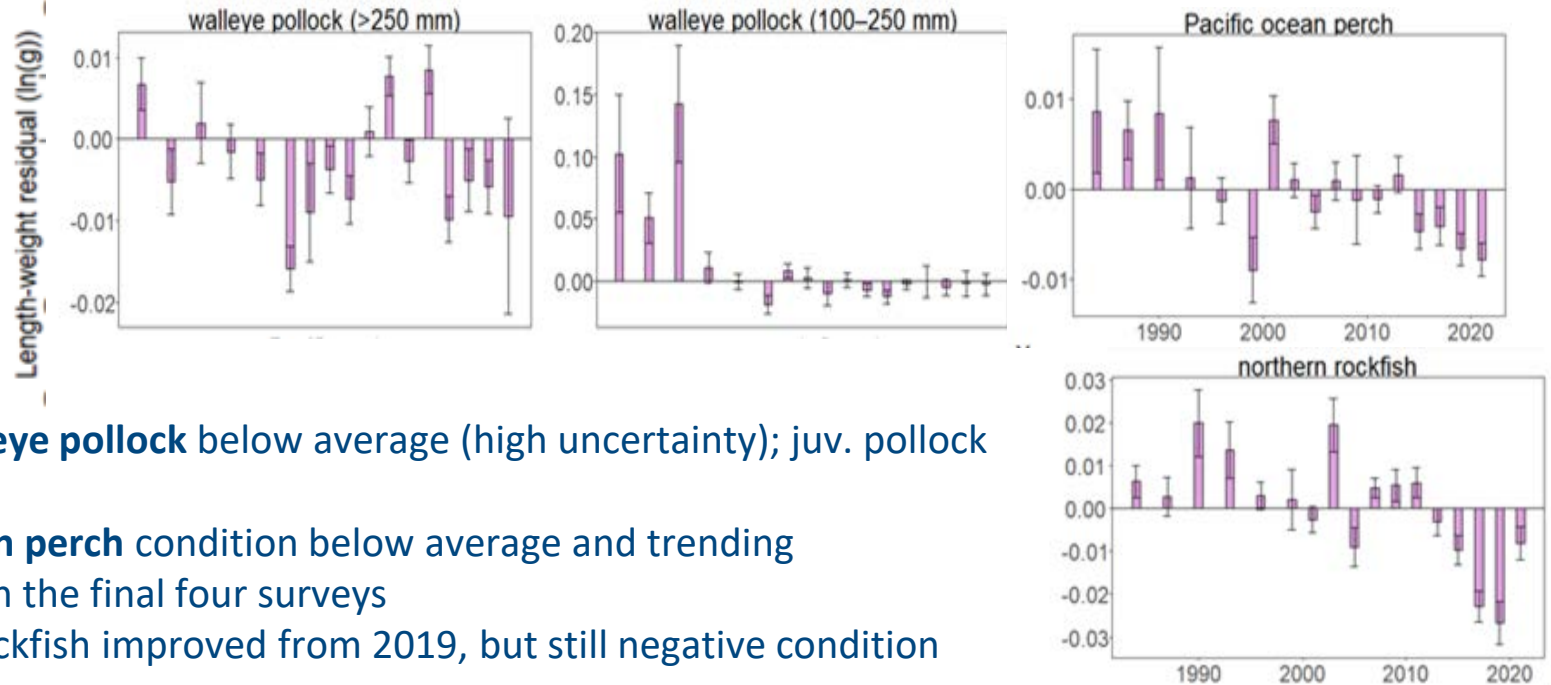 walleye pollock (>250 mm)
walleye pollock (100–250 mm)
Pacific ocean perch
Length-weight residual (ln(g))
0.01
0.00
-0.01
-0.02
0.20
0.15
0.10
0.05
0.00
0.01
0.00
-0.01
1990 2000 2010 2020
northern rockfish
0.03
0.02
0.01
0.00
-0.01
-0.02
-0.03
1990 2000 2010 2020
eye pollock below average (high uncertainty); juv. pollock
n perch condition below average and trending
the final four surveys
ckfish improved from 2019, but still negative condition